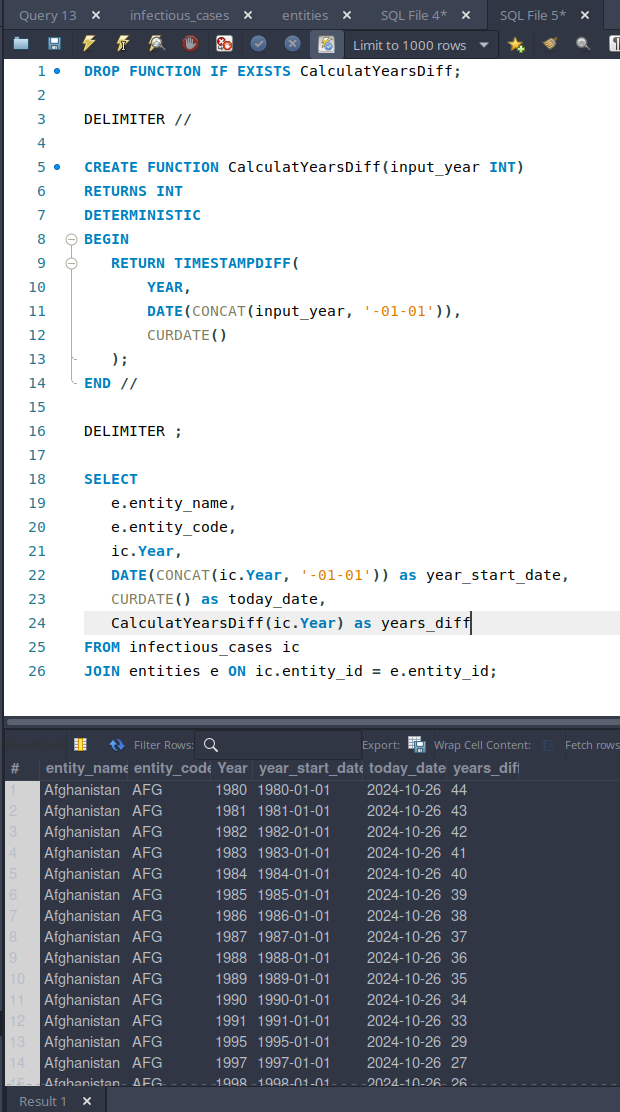 Query 13 infectious_cases entities SQL File 4* SQL File 5*
Limit to 1000 rows
1 DROP FUNCTION IF EXISTS CalculatYearsDiff;
2
3 DELIMITER //
4
5 CREATE FUNCTION CalculatYearsDiff(input_year INT)
6 RETURNS INT
7 DETERMINISTIC
8 BEGIN
9 RETURN TIMESTAMPDIFF(
10 YEAR,
11 DATE(CONCAT(input_year, '-01-01')),
12 CURDATE()
13 );
14 END //
15
16 DELIMITER ;
17
18 SELECT
19 e.entity_name,
20 e.entity_code,
21 ic.Year,
22 DATE(CONCAT(ic.Year, '-01-01')) as year_start_date,
23 CURDATE() as today_date,
24 CalculatYearsDiff(ic.Year) as years_diff
25 FROM infectious_cases ic
26 JOIN entities e ON ic.entity_id = e.entity_id;
Filter Rows: Export: Wrap Cell Content: Fetch rows
# entity_name entity_code Year year_start_date today_date years_diff
1 Afghanistan AFG 1980 1980-01-01 2024-10-26 44
2 Afghanistan AFG 1981 1981-01-01 2024-10-26 43
3 Afghanistan AFG 1982 1982-01-01 2024-10-26 42
4 Afghanistan AFG 1983 1983-01-01 2024-10-26 41
5 Afghanistan AFG 1984 1984-01-01 2024-10-26 40
6 Afghanistan AFG 1985 1985-01-01 2024-10-26 39
7 Afghanistan AFG 1986 1986-01-01 2024-10-26 38
8 Afghanistan AFG 1987 1987-01-01 2024-10-26 37
9 Afghanistan AFG 1988 1988-01-01 2024-10-26 36
10 Afghanistan AFG 1989 1989-01-01 2024-10-26 35
11 Afghanistan AFG 1990 1990-01-01 2024-10-26 34
12 Afghanistan AFG 1991 1991-01-01 2024-10-26 33
13 Afghanistan AFG 1995 1995-01-01 2024-10-26 29
14 Afghanistan AFG 1997 1997-01-01 2024-10-26 27
15 Afghanistan AFG 1998 1998-01-01 2024-10-26 26
Result 1